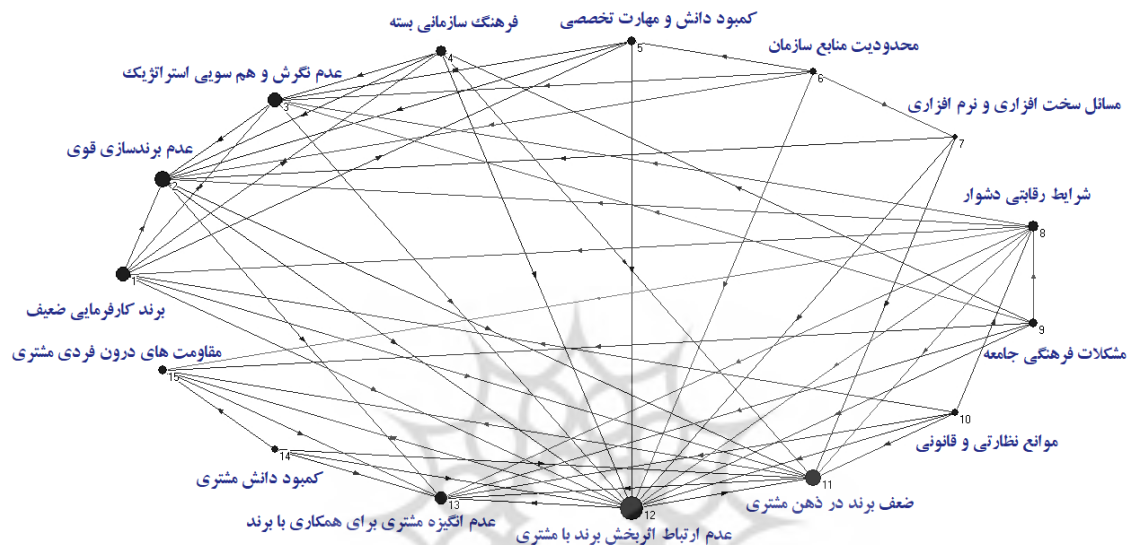 فرهنگ سازمانی بسته
4
کمبود دانش و مهارت تخصصی
5
محدودیت منابع سازمان
6
عدم نگرش و هم سویی استراتژیک
3
مسائل سخت افزاری و نرم افزاری
7
عدم برندسازی قوی
2
شرایط رقابتی دشوار
8
برند کارفرمایی ضعیف
1
مشکلات فرهنگی جامعه
9
مقاومت های درون فردی مشتری
15
موانع نظارتی و قانونی
10
کمبود دانش مشتری
14
ضعف برند در ذهن مشتری
11
عدم انگیزه مشتری برای همکاری با برند
13
عدم ارتباط اثربخش برند با مشتری
12